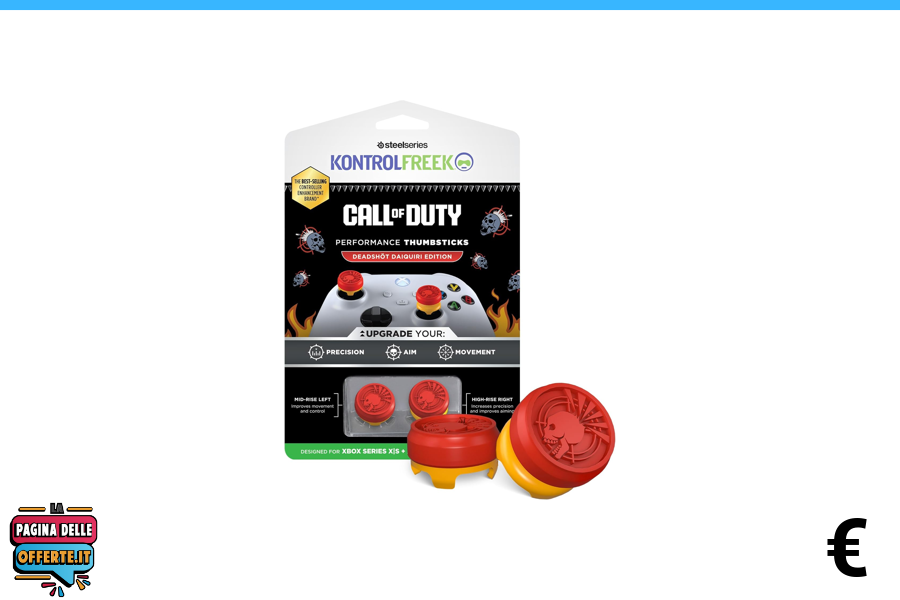 steelseries
KONTROLFREEK
THE BEST-SELLING
CONTROLLER
ENHANCEMENT
BRAND™
CALL OF DUTY
PERFORMANCE THUMBSTICKS
DEADSHÔT DAIQUIRI EDITION
UPGRADE YOUR:
PRECISION
AIM
MOVEMENT
MID-RISE LEFT
Improves movement
and control
HIGH-RISE RIGHT
Increases precision
and improves aiming
DESIGNED FOR XBOX SERIES X|S +
LA
PAGINA DELLE
OFFERTE.IT
€